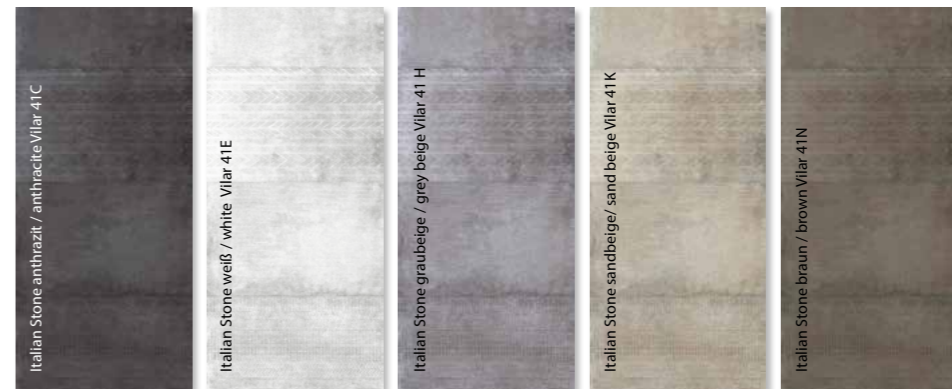 Italian Stone anthrazit / anthracite Vilar 41C
Italian Stone weiß / white Vilar 41E
Italian Stone graubeige / grey beige Vilar 41 H
Italian Stone sandbeige/ sand beige Vilar 41K
Italian Stone braun / brown Vilar 41N